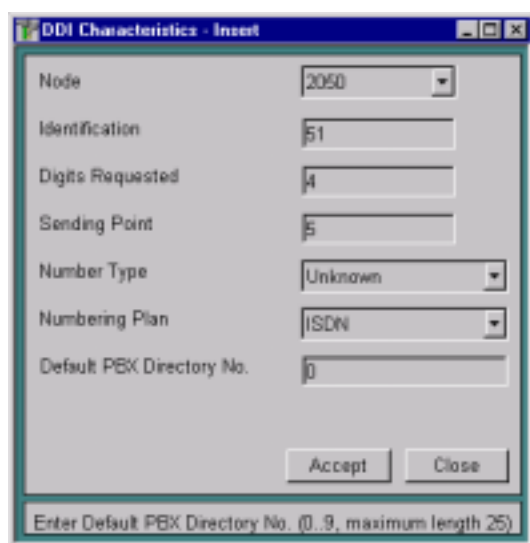 DDI Characteristics - Insert
Node 2050
Identification 51
Digits Requested 4
Sending Point 5
Number Type Unknown
Numbering Plan ISDN
Default PBX Directory No. 0
Accept Close
Enter Default PBX Directory No. (0..9, maximum length 25)